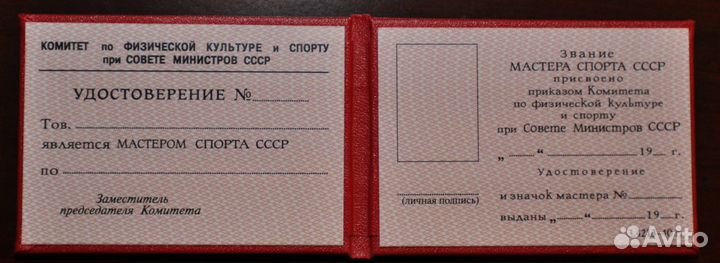 КОМИТЕТ по ФИЗИЧЕСКОЙ КУЛЬТУРЕ и СПОРТУ
при СОВЕТЕ МИНИСТРОВ СССР
УДОСТОВЕРЕНИЕ №
Тов.
является МАСТЕРОМ СПОРТА СССР
по
Заместитель
председателя Комитета
(личная подпись)
Звание
МАСТЕРА СПОРТА СССР
присвоено
приказом Комитета
по физической культуре
и спорту
при Совете Министров СССР
„ “ 19 г.
Удостоверение
и значок мастера №
выданы „ “ 19 г.
Avito